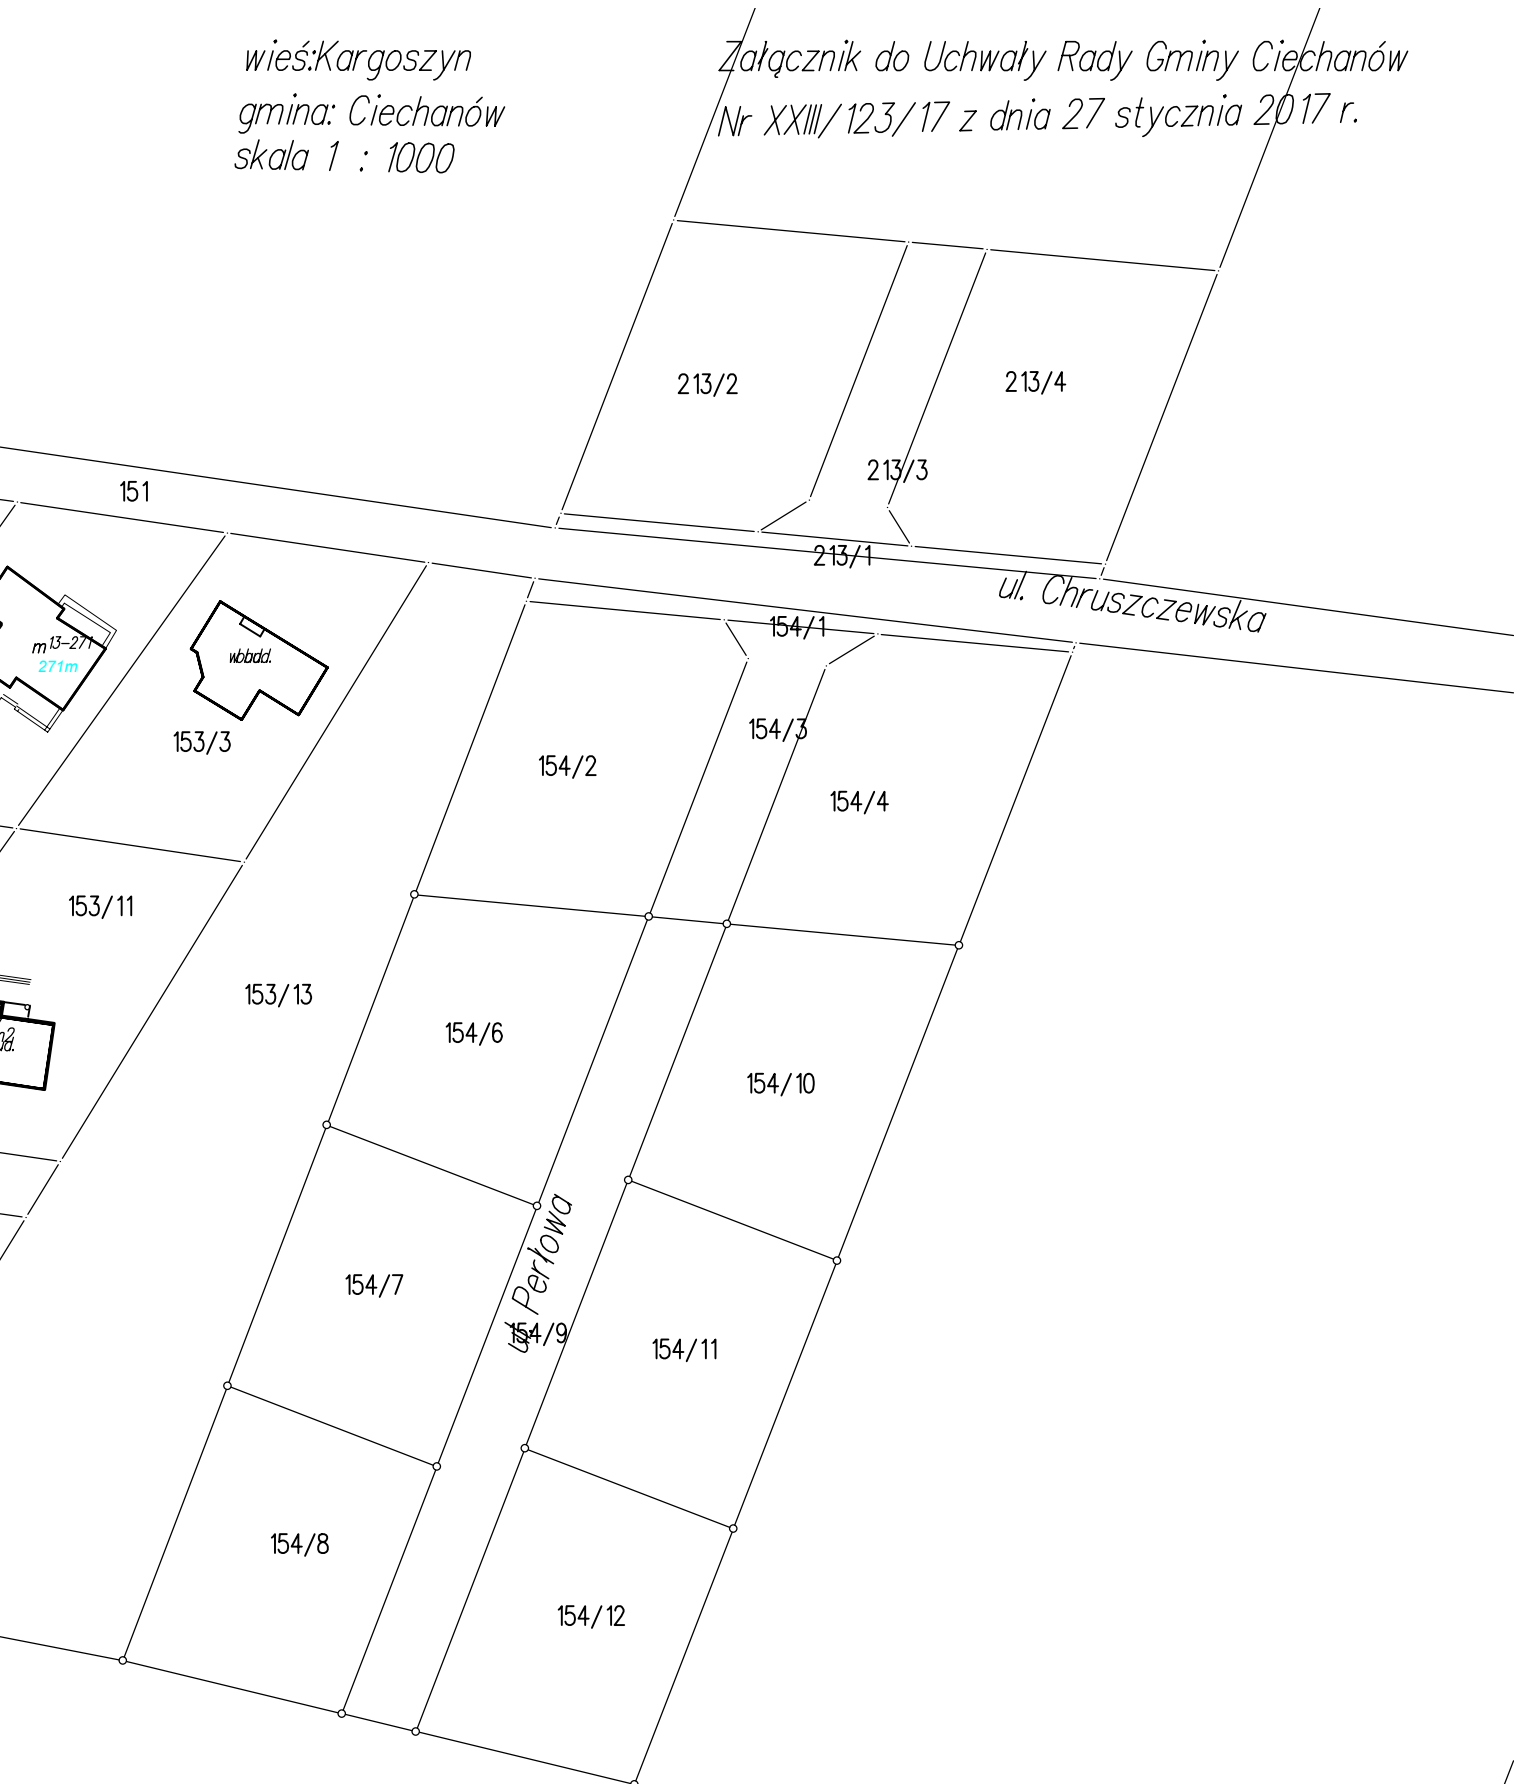 wieś:Kargoszyn
gmina: Ciechanów
skala 1 : 1000
Załącznik do Uchwały Rady Gminy Ciechanów
Nr XXIII/123/17 z dnia 27 stycznia 2017 r.
213/2
213/4
213/3
151
213/1
ul. Chruszczewska
154/1
m 13-271
271m
153/3
154/3
154/2
154/4
153/11
153/13
154/6
154/10
154/7
ul. Perłowa
154/9
154/11
154/8
154/12